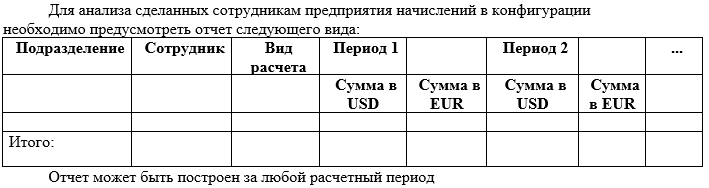 Для анализа сделанных сотрудникам предприятия начислений в конфигурации
необходимо предусмотреть отчет следующего вида:
Подразделение Сотрудник Вид расчета Период 1 Период 2 ...
Сумма в USD Сумма в EUR Сумма в USD Сумма в EUR
Итого:
Отчет может быть построен за любой расчетный период